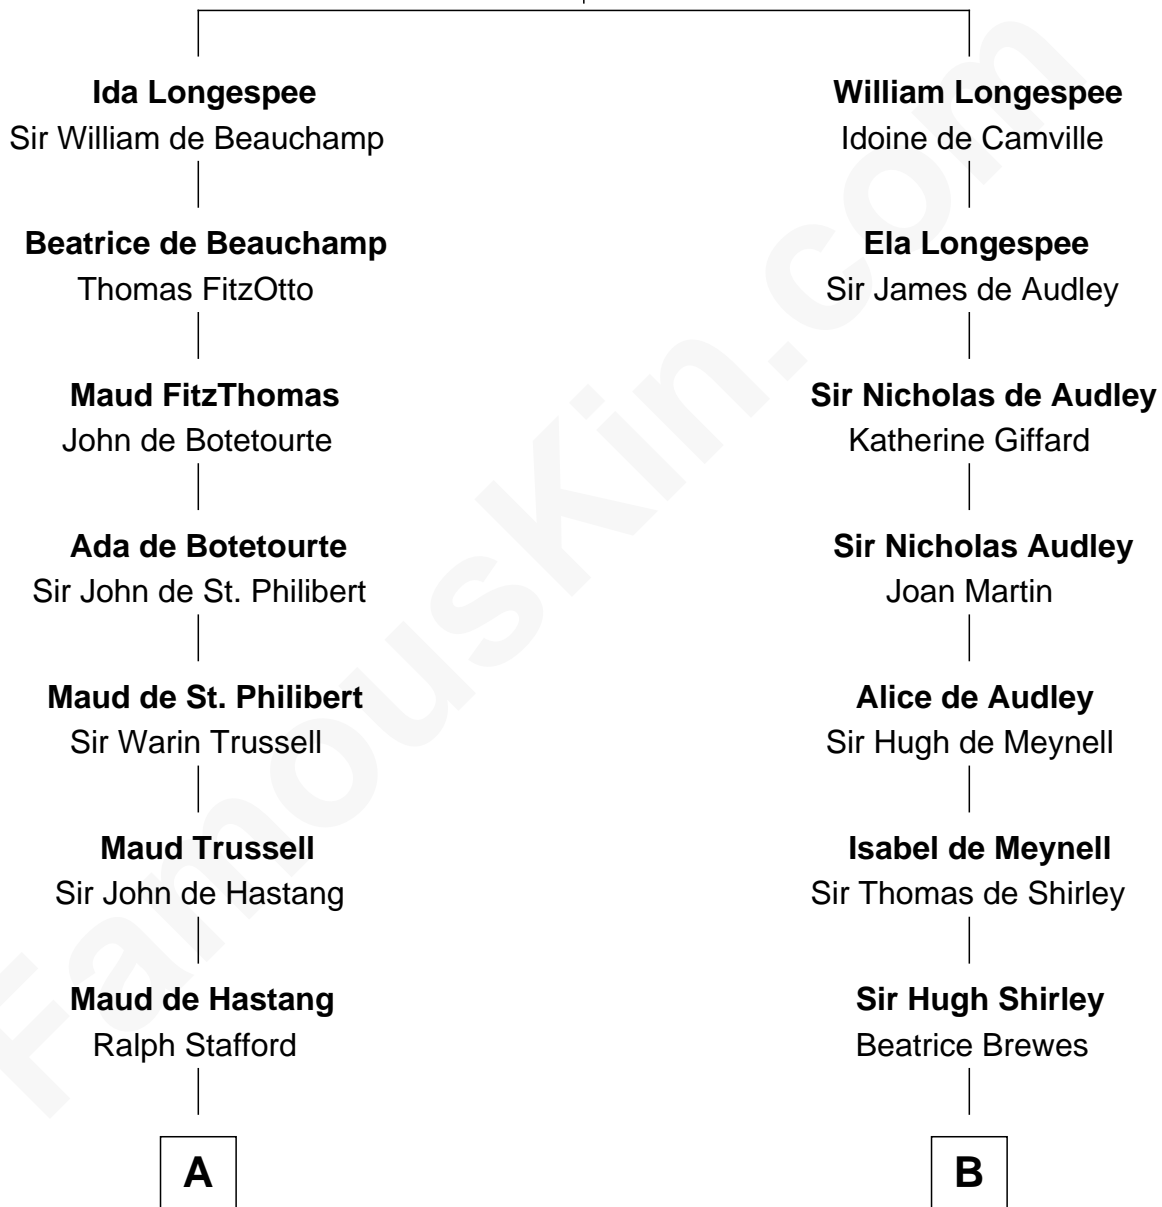 Ida Longespee
Sir William de Beauchamp
Beatrice de Beauchamp
Thomas FitzOtto
Maud FitzThomas
John de Botetourte
Ada de Botetourte
Sir John de St. Philibert
Maud de St. Philibert
Sir Warin Trussell
Maud Trussell
Sir John de Hastang
Maud de Hastang
Ralph Stafford
A
William Longespee
Idoine de Camville
Ela Longespee
Sir James de Audley
Sir Nicholas de Audley
Katherine Giffard
Sir Nicholas Audley
Joan Martin
Alice de Audley
Sir Hugh de Meynell
Isabel de Meynell
Sir Thomas de Shirley
Sir Hugh Shirley
Beatrice Brewes
B
FamousKin.com